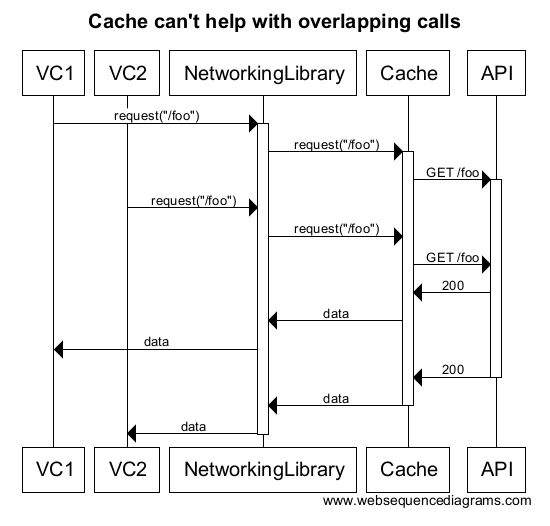 Cache can't help with overlapping calls
VC1 VC2 NetworkingLibrary Cache API
request("/foo")
request("/foo")
GET /foo
request("/foo")
request("/foo")
GET /foo
200
data
data
200
data
data
VC1 VC2 NetworkingLibrary Cache API
www.websequencediagrams.com